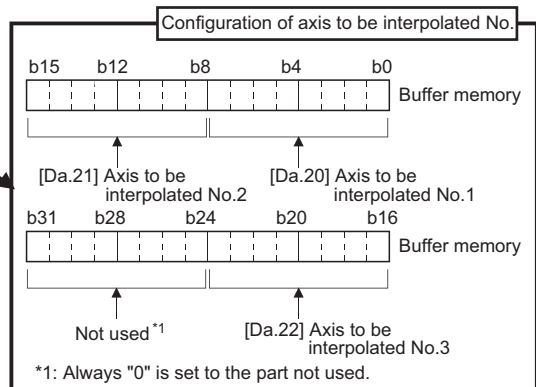 Configuration of axis to be interpolated No.
b15 b12 b8 b4 b0
Buffer memory
[Da.21] Axis to be interpolated No.2
[Da.20] Axis to be interpolated No.1
b31 b28 b24 b20 b16
Buffer memory
Not used *1
[Da.22] Axis to be interpolated No.3
*1: Always "0" is set to the part not used.